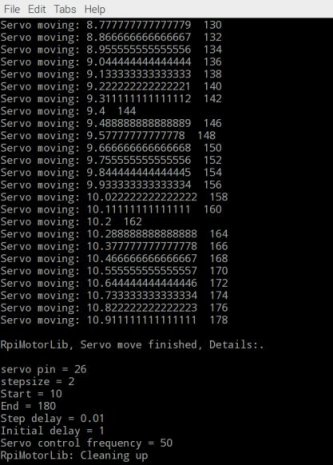 File  Edit  Tabs  Help
Servo moving: 8.777777777777779   130
Servo moving: 8.866666666666667   132
Servo moving: 8.955555555555556   134
Servo moving: 9.044444444444444   136
Servo moving: 9.133333333333333   138
Servo moving: 9.222222222222221   140
Servo moving: 9.311111111111112   142
Servo moving: 9.4   144
Servo moving: 9.488888888888889   146
Servo moving: 9.57777777777778   148
Servo moving: 9.666666666666668   150
Servo moving: 9.755555555555556   152
Servo moving: 9.844444444444445   154
Servo moving: 9.933333333333334   156
Servo moving: 10.022222222222222   158
Servo moving: 10.11111111111111   160
Servo moving: 10.2   162
Servo moving: 10.288888888888888   164
Servo moving: 10.377777777777778   166
Servo moving: 10.466666666666667   168
Servo moving: 10.555555555555557   170
Servo moving: 10.644444444444446   172
Servo moving: 10.733333333333334   174
Servo moving: 10.822222222222223   176
Servo moving: 10.911111111111111   178
RpiMotorLib, Servo move finished, Details:.
servo pin = 26
stepsize = 2
Start = 10
End = 180
Step delay = 0.01
Initial delay = 1
Servo control frequency = 50
RpiMotorLib: Cleaning up